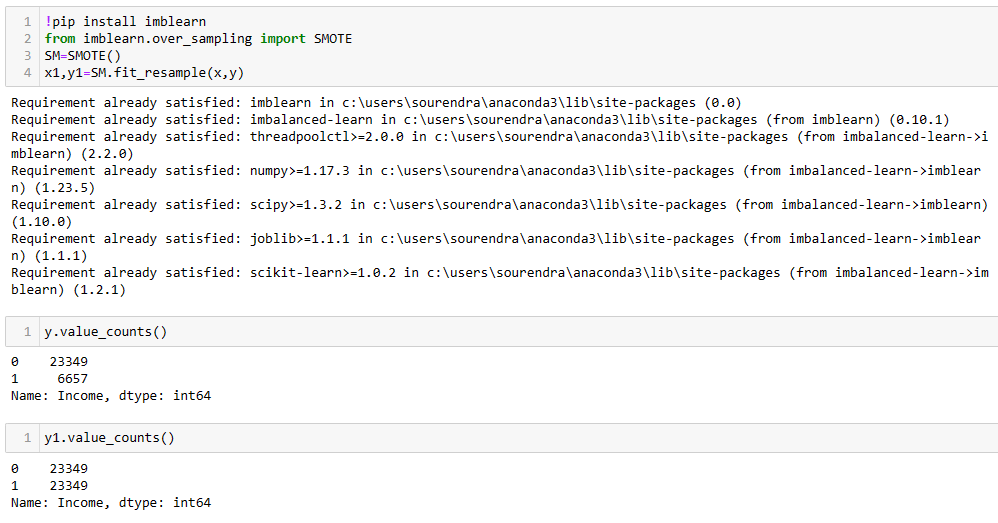 1 !pip install imblearn
2 from imblearn.over_sampling import SMOTE
3 SM=SMOTE()
4 x1,y1=SM.fit_resample(x,y)
Requirement already satisfied: imblearn in c:\users\sourendra\anaconda3\lib\site-packages (0.0)
Requirement already satisfied: imbalanced-learn in c:\users\sourendra\anaconda3\lib\site-packages (from imblearn) (0.10.1)
Requirement already satisfied: threadpoolctl>=2.0.0 in c:\users\sourendra\anaconda3\lib\site-packages (from imbalanced-learn->i
mblearn) (2.2.0)
Requirement already satisfied: numpy>=1.17.3 in c:\users\sourendra\anaconda3\lib\site-packages (from imbalanced-learn->imblear
n) (1.23.5)
Requirement already satisfied: scipy>=1.3.2 in c:\users\sourendra\anaconda3\lib\site-packages (from imbalanced-learn->imblearn)
(1.10.0)
Requirement already satisfied: joblib>=1.1.1 in c:\users\sourendra\anaconda3\lib\site-packages (from imbalanced-learn->imblear
n) (1.1.1)
Requirement already satisfied: scikit-learn>=1.0.2 in c:\users\sourendra\anaconda3\lib\site-packages (from imbalanced-learn->im
blearn) (1.2.1)
1 y.value_counts()
0 23349
1 6657
Name: Income, dtype: int64
1 y1.value_counts()
0 23349
1 23349
Name: Income, dtype: int64